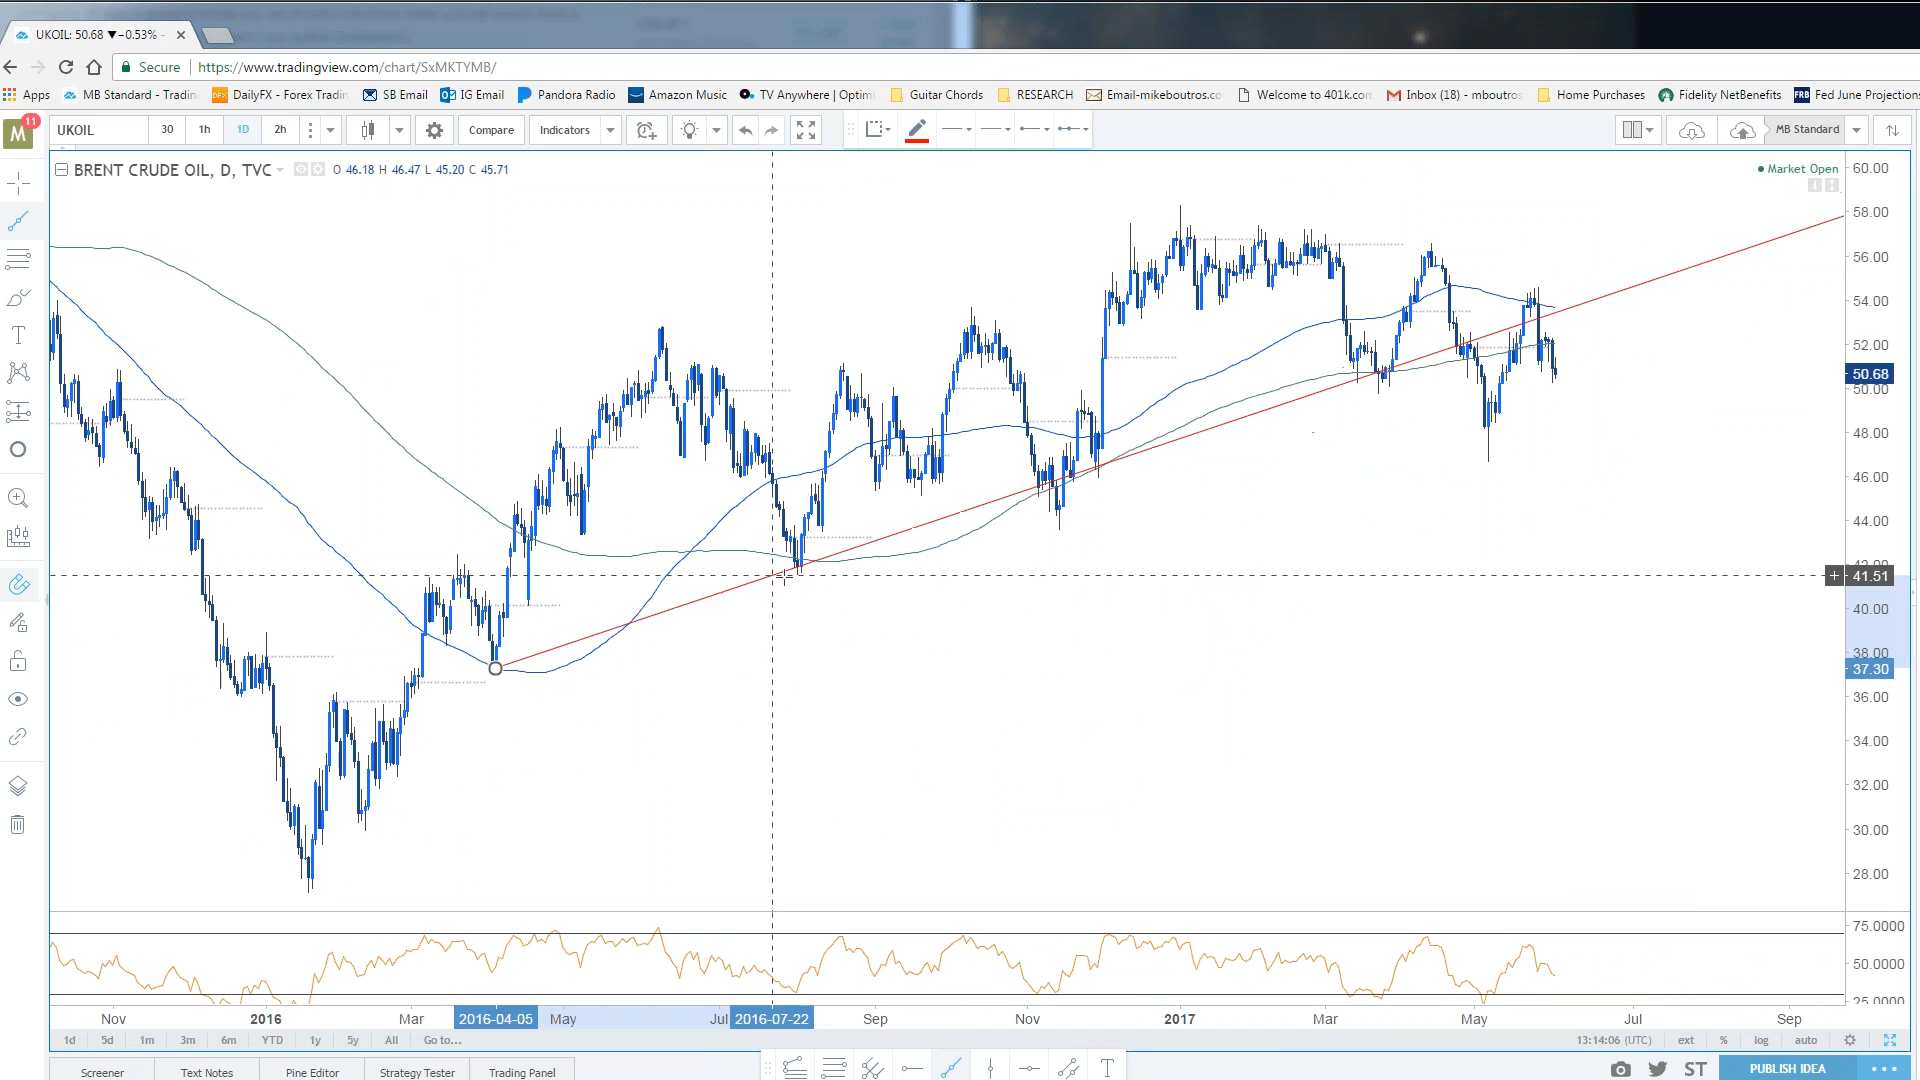 UKOIL: 50.68 ▼−0.53% -
Secure https://www.tradingview.com/chart/SxMKTYMB/
Apps MB Standard - Tradin DailyFX - Forex Tradin SB Email IG Email Pandora Radio Amazon Music TV Anywhere | Optim Guitar Chords RESEARCH Email-mikeboutros.co Welcome to 401k.com Inbox (18) - mboutros Home Purchases Fidelity NetBenefits FRB Fed June Projections
M 11 UKOIL 30 1h 1D 2h Compare Indicators MB Standard
BRENT CRUDE OIL, D, TVC O 46.18 H 46.47 L 45.20 C 45.71
Market Open
60.00
58.00
56.00
54.00
52.00
50.68
50.00
48.00
46.00
44.00
42.00
41.51
40.00
38.00
37.30
36.00
34.00
32.00
30.00
28.00
75.0000
50.0000
25.0000
Nov 2016 Mar 2016-04-05 May Jul 2016-07-22 Sep Nov 2017 Mar May Jul Sep
1d 5d 1m 3m 6m YTD 1y 5y All Go to... 13:14:06 (UTC) ext % log auto
Screener Text Notes Pine Editor Strategy Tester Trading Panel T ST PUBLISH IDEA